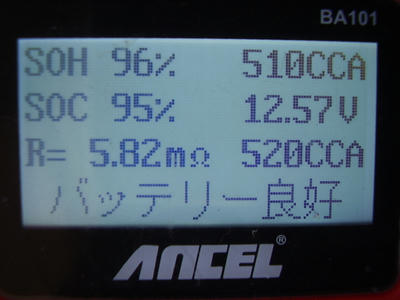 BA101
SOH 96% 510CCA
SOC 95% 12.57V
R= 5.82mΩ 520CCA
バッテリー良好
ANCEL®